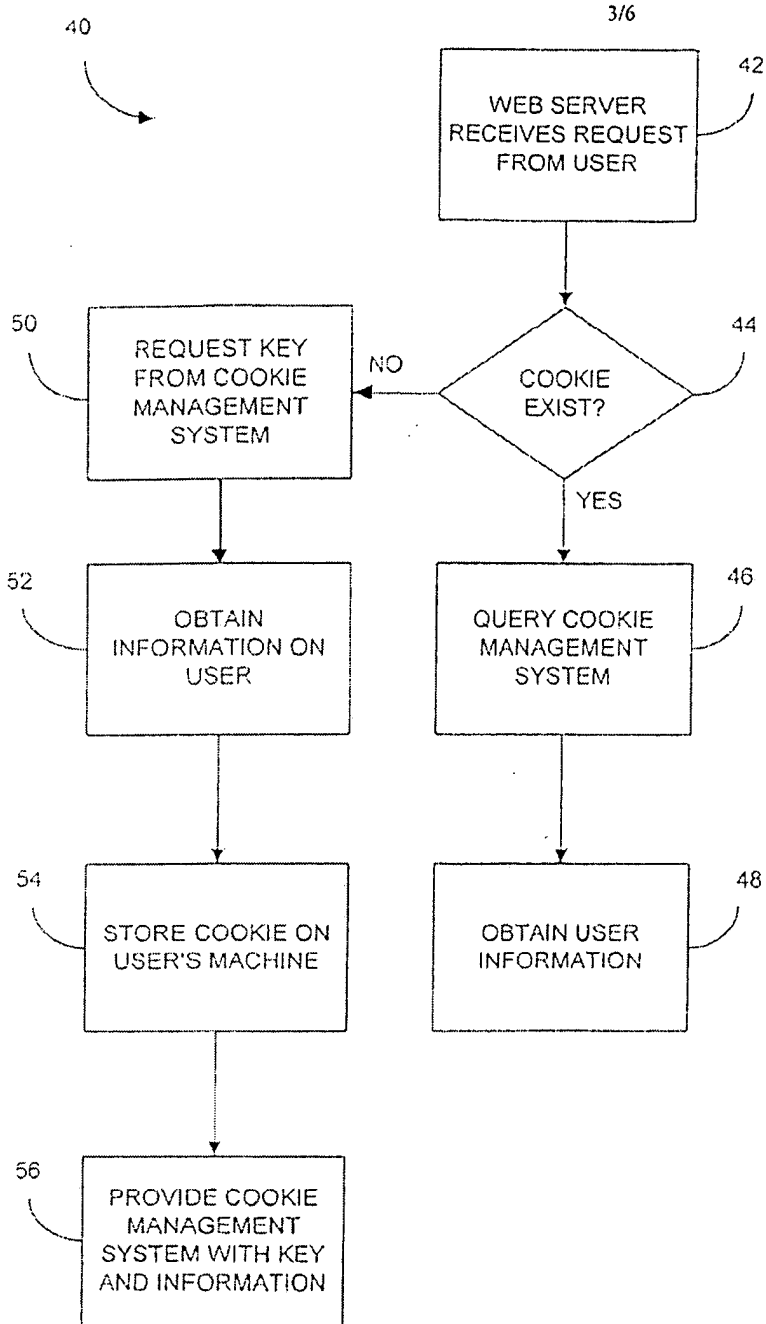 3/6
40
42
WEB SERVER
RECEIVES REQUEST
FROM USER
50
REQUEST KEY
FROM COOKIE
MANAGEMENT
SYSTEM
NO
COOKIE
EXIST?
44
YES
52
OBTAIN
INFORMATION ON
USER
46
QUERY COOKIE
MANAGEMENT
SYSTEM
54
STORE COOKIE ON
USER'S MACHINE
48
OBTAIN USER
INFORMATION
56
PROVIDE COOKIE
MANAGEMENT
SYSTEM WITH KEY
AND INFORMATION